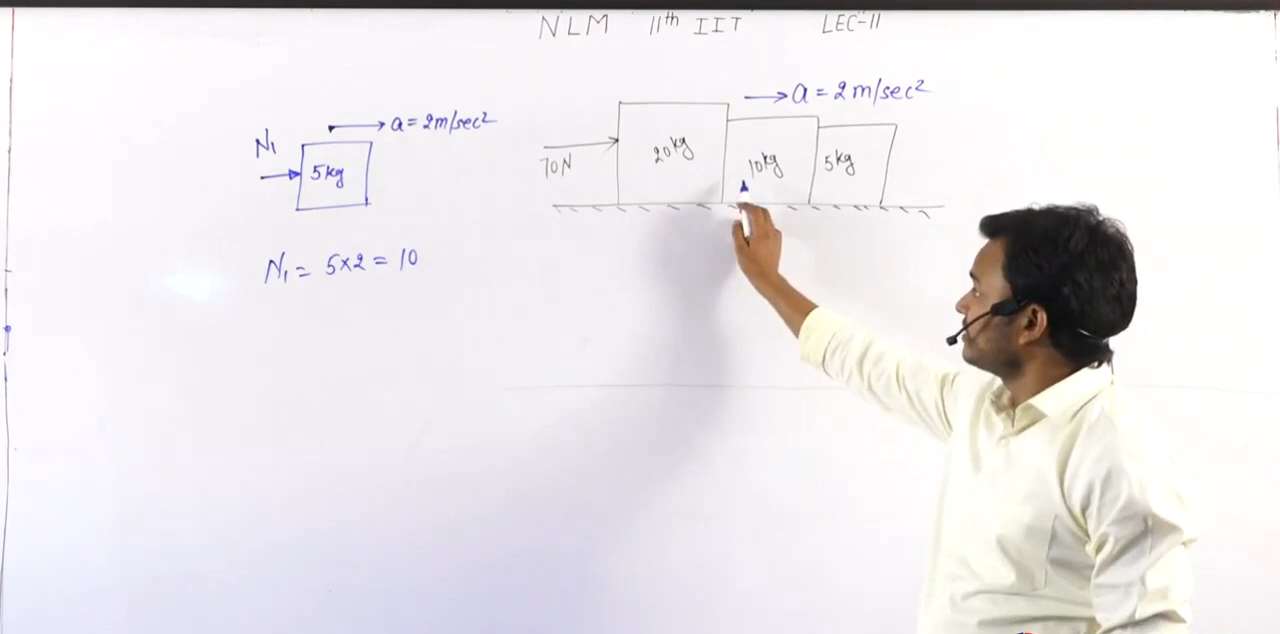 NLM 11th IIT LEC-11
a = 2m/sec²
N₁
5kg
N₁ = 5×2 = 10
a = 2m/sec²
70N
20kg
10kg
5kg